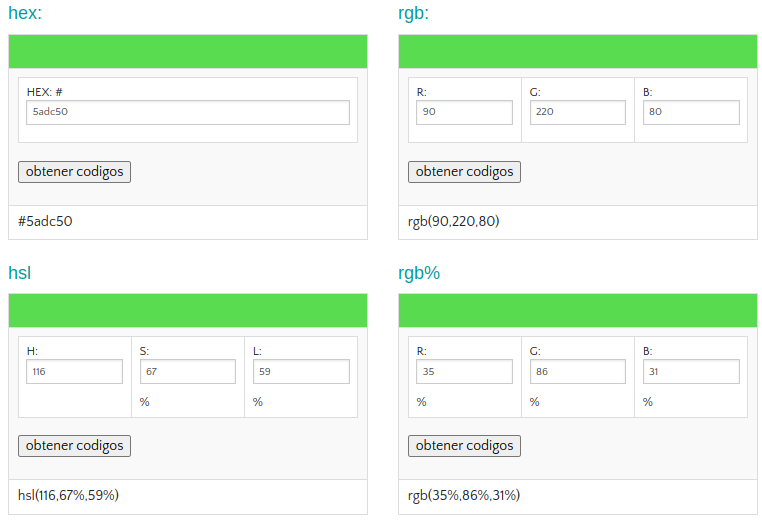 hex:
HEX: #
5adc50
obtener codigos
#5adc50
rgb:
R: G: B:
90 220 80
obtener codigos
rgb(90,220,80)
hsl
H: S: L:
116 67 59
% %
obtener codigos
hsl(116,67%,59%)
rgb%
R: G: B:
35 86 31
% % %
obtener codigos
rgb(35%,86%,31%)